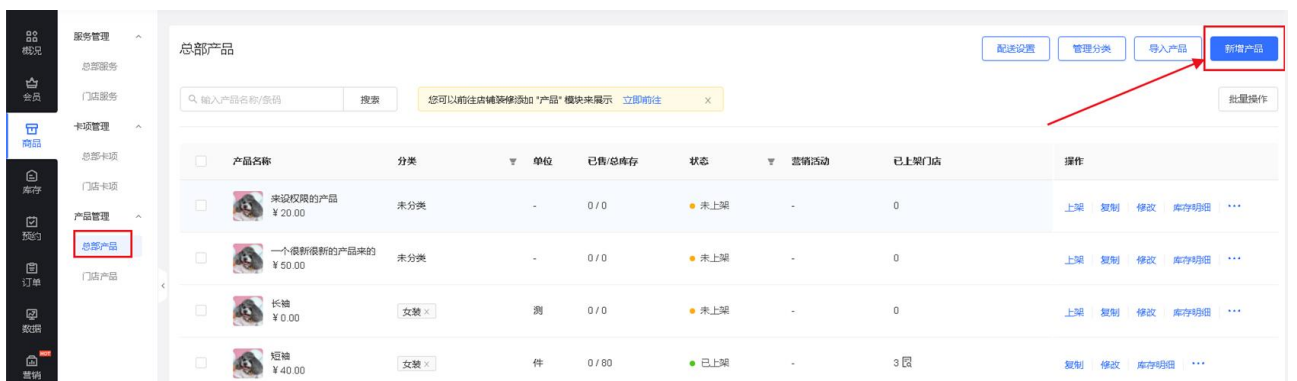 概况
会员
商品
库存
预约
订单
数据
HOT
营销
服务管理
总部服务
门店服务
卡项管理
总部卡项
门店卡项
产品管理
总部产品
门店产品
总部产品
配送设置 管理分类 导入产品 新增产品
输入产品名称/条码 搜索 您可以前往店铺装修添加 "产品" 模块来展示 立即前往 × 批量操作
产品名称 分类 单位 已售/总库存 状态 营销活动 已上架门店 操作
来设权限的产品
¥ 20.00
未分类 - 0 / 0 未上架 - 0 上架 复制 修改 库存明细 ···
一个很新很新的产品来的
¥ 50.00
未分类 - 0 / 0 未上架 - 0 上架 复制 修改 库存明细 ···
长袖
¥ 0.00
女装 × 测 0 / 0 未上架 - 0 上架 复制 修改 库存明细 ···
短袖
¥ 40.00
女装 × 件 0 / 80 已上架 - 3 复制 修改 库存明细 ···